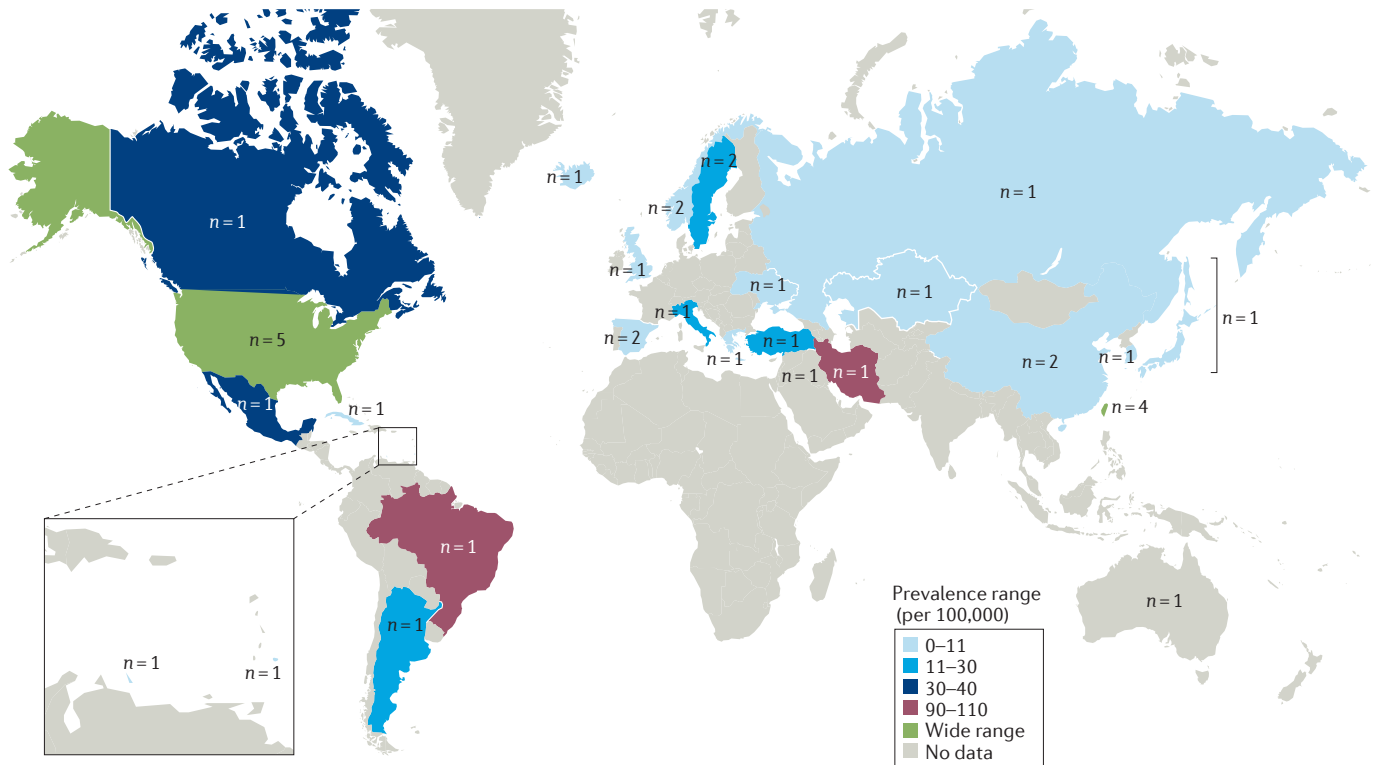 n = 2
n = 1
n = 1
n = 2
n = 1
n = 1
n = 1
n = 1
n = 1
n = 1
n = 5
n = 2
n = 1
n = 1
n = 1
n = 1
n = 1
n = 2
n = 1
n = 1
n = 1
n = 4
n = 1
n = 1
n = 1
n = 1
n = 1
Prevalence range
(per 100,000)
0–11
11–30
30–40
90–110
Wide range
No data